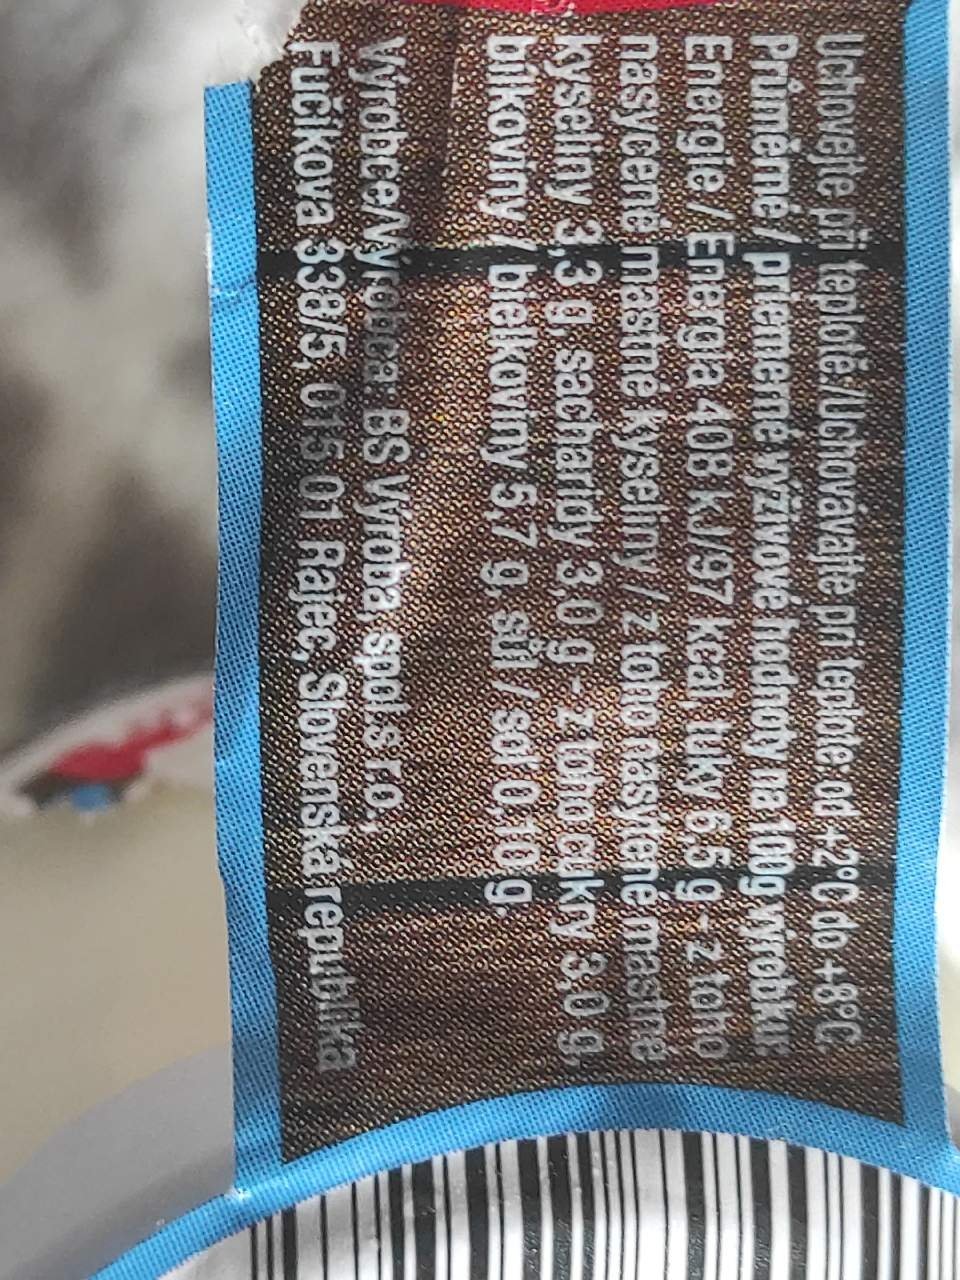 Uchovejte při teplotě/Uchovávajte pri teplote od +2°C do +8°C
Průměrné / priemerné výživové hodnoty na 100g výrobku:
Energie / Energia 408 kJ/97 kcal, tuky 6.5 g - z toho
nasycené mastné kyseliny / z toho nasýtené mastné
kyseliny 3,3 g, sacharidy 3.0 g - z toho cukry 3,0 g.
bílkoviny / bielkoviny 5.7 g, sůl / soľ 0.10 g.
Výrobce/Výrobca: BS Výroba, spol.s r.o.,
Fučíkova 338/5, 015 01 Rajec, Slovenská republika